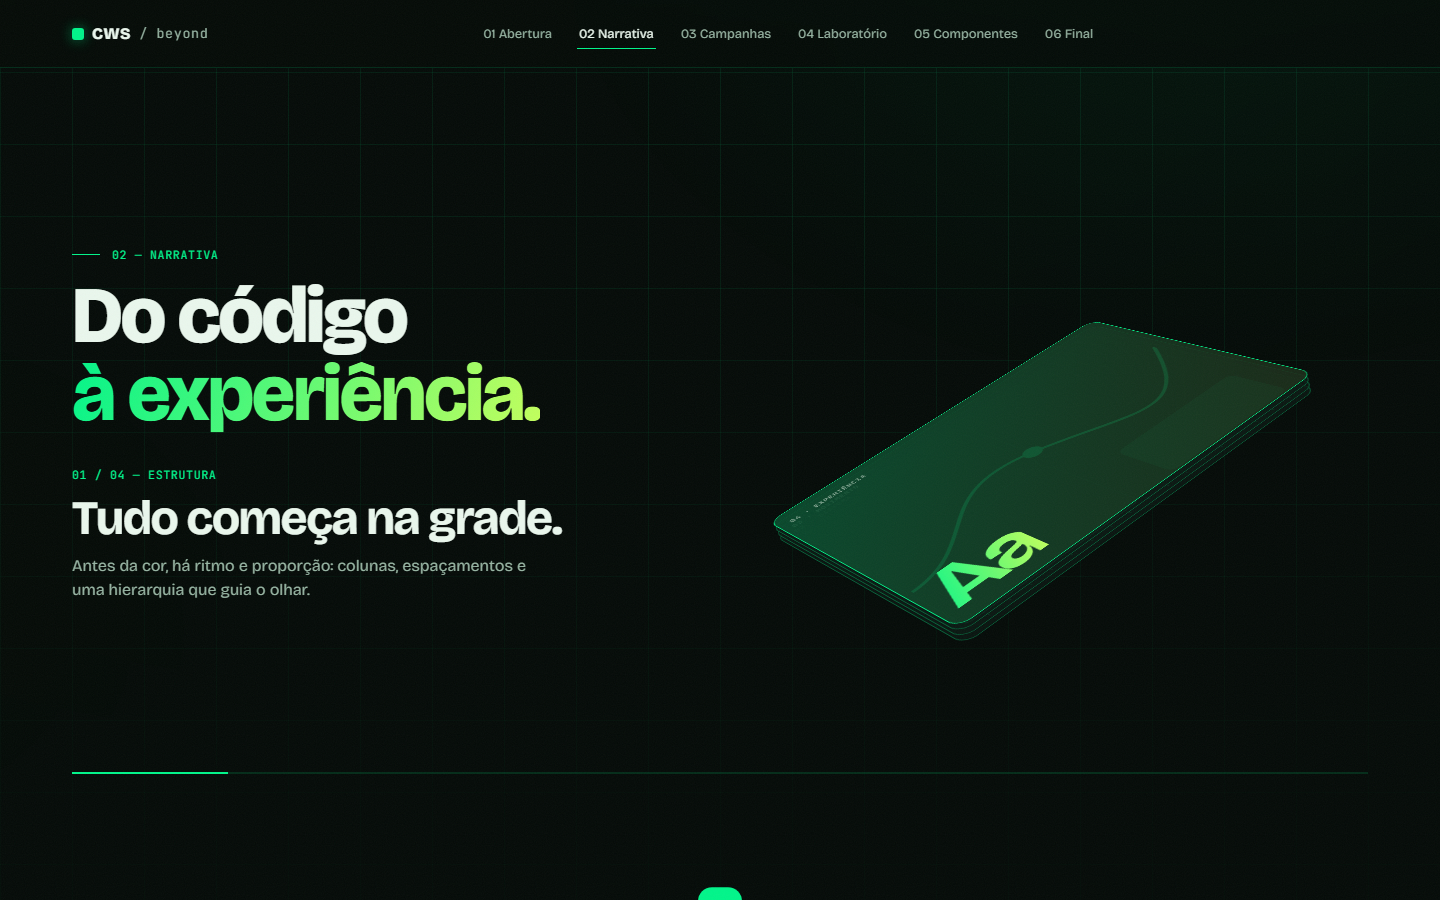 CWS / beyond
01 Abertura
02 Narrativa
03 Campanhas
04 Laboratório
05 Componentes
06 Final
02 — NARRATIVA
Do código
à experiência.
01 / 04 — ESTRUTURA
Tudo começa na grade.
Antes da cor, há ritmo e proporção: colunas, espaçamentos e
uma hierarquia que guia o olhar.
04 · EXPERIÊNCIA
Aa